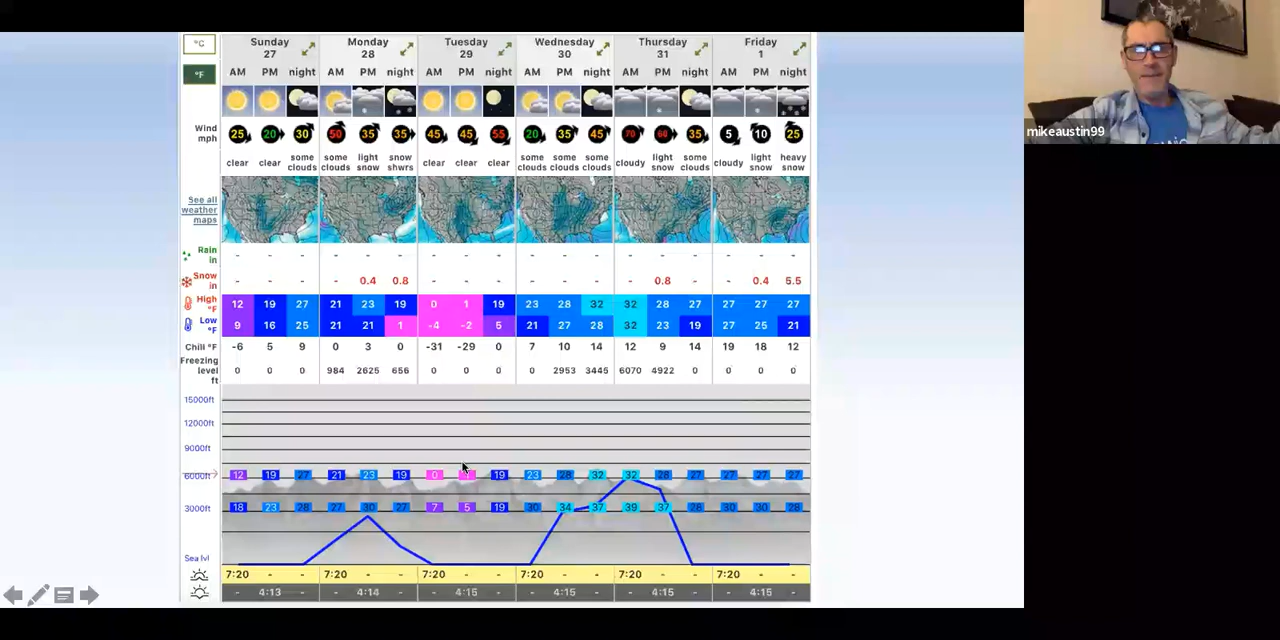 °C
°F
Sunday Monday Tuesday Wednesday Thursday Friday
27 28 29 30 31 1
AM PM night AM PM night AM PM night AM PM night AM PM night AM PM night
Wind
mph
25 20 30 50 35 35 45 45 55 20 35 45 70 60 35 5 10 25
clear clear some clouds some clouds light snow snow shwrs clear clear clear some clouds some clouds some clouds cloudy light snow some clouds cloudy light snow heavy snow
mikeaustin99
See all
weather
maps
Rain
in
- - - - - - - - - - - - - - - - - -
Snow
in
- - - - 0.4 0.8 - - - - - - - 0.8 - - 0.4 5.5
High
°F
12 19 27 21 23 19 0 1 19 23 28 32 32 28 27 27 27 27
Low
°F
9 16 25 21 21 1 -4 -2 5 21 27 28 32 23 19 27 25 21
Chill °F -6 5 9 0 3 0 -31 -29 0 7 10 14 12 9 14 19 18 12
Freezing
level
ft
0 0 0 984 2625 656 0 0 0 0 2953 3445 6070 4922 0 0 0 0
15000ft
12000ft
9000ft
6000ft 12 19 27 21 23 19 0 1 19 23 28 32 32 28 27 27 27 27
3000ft 18 23 28 27 30 27 7 5 19 30 34 37 39 37 28 30 30 28
Sea lvl
7:20 - - 7:20 - - 7:20 - - 7:20 - - 7:20 - - 7:20 - -
- 4:13 - - 4:14 - - 4:15 - - 4:15 - - 4:15 - - 4:15 -